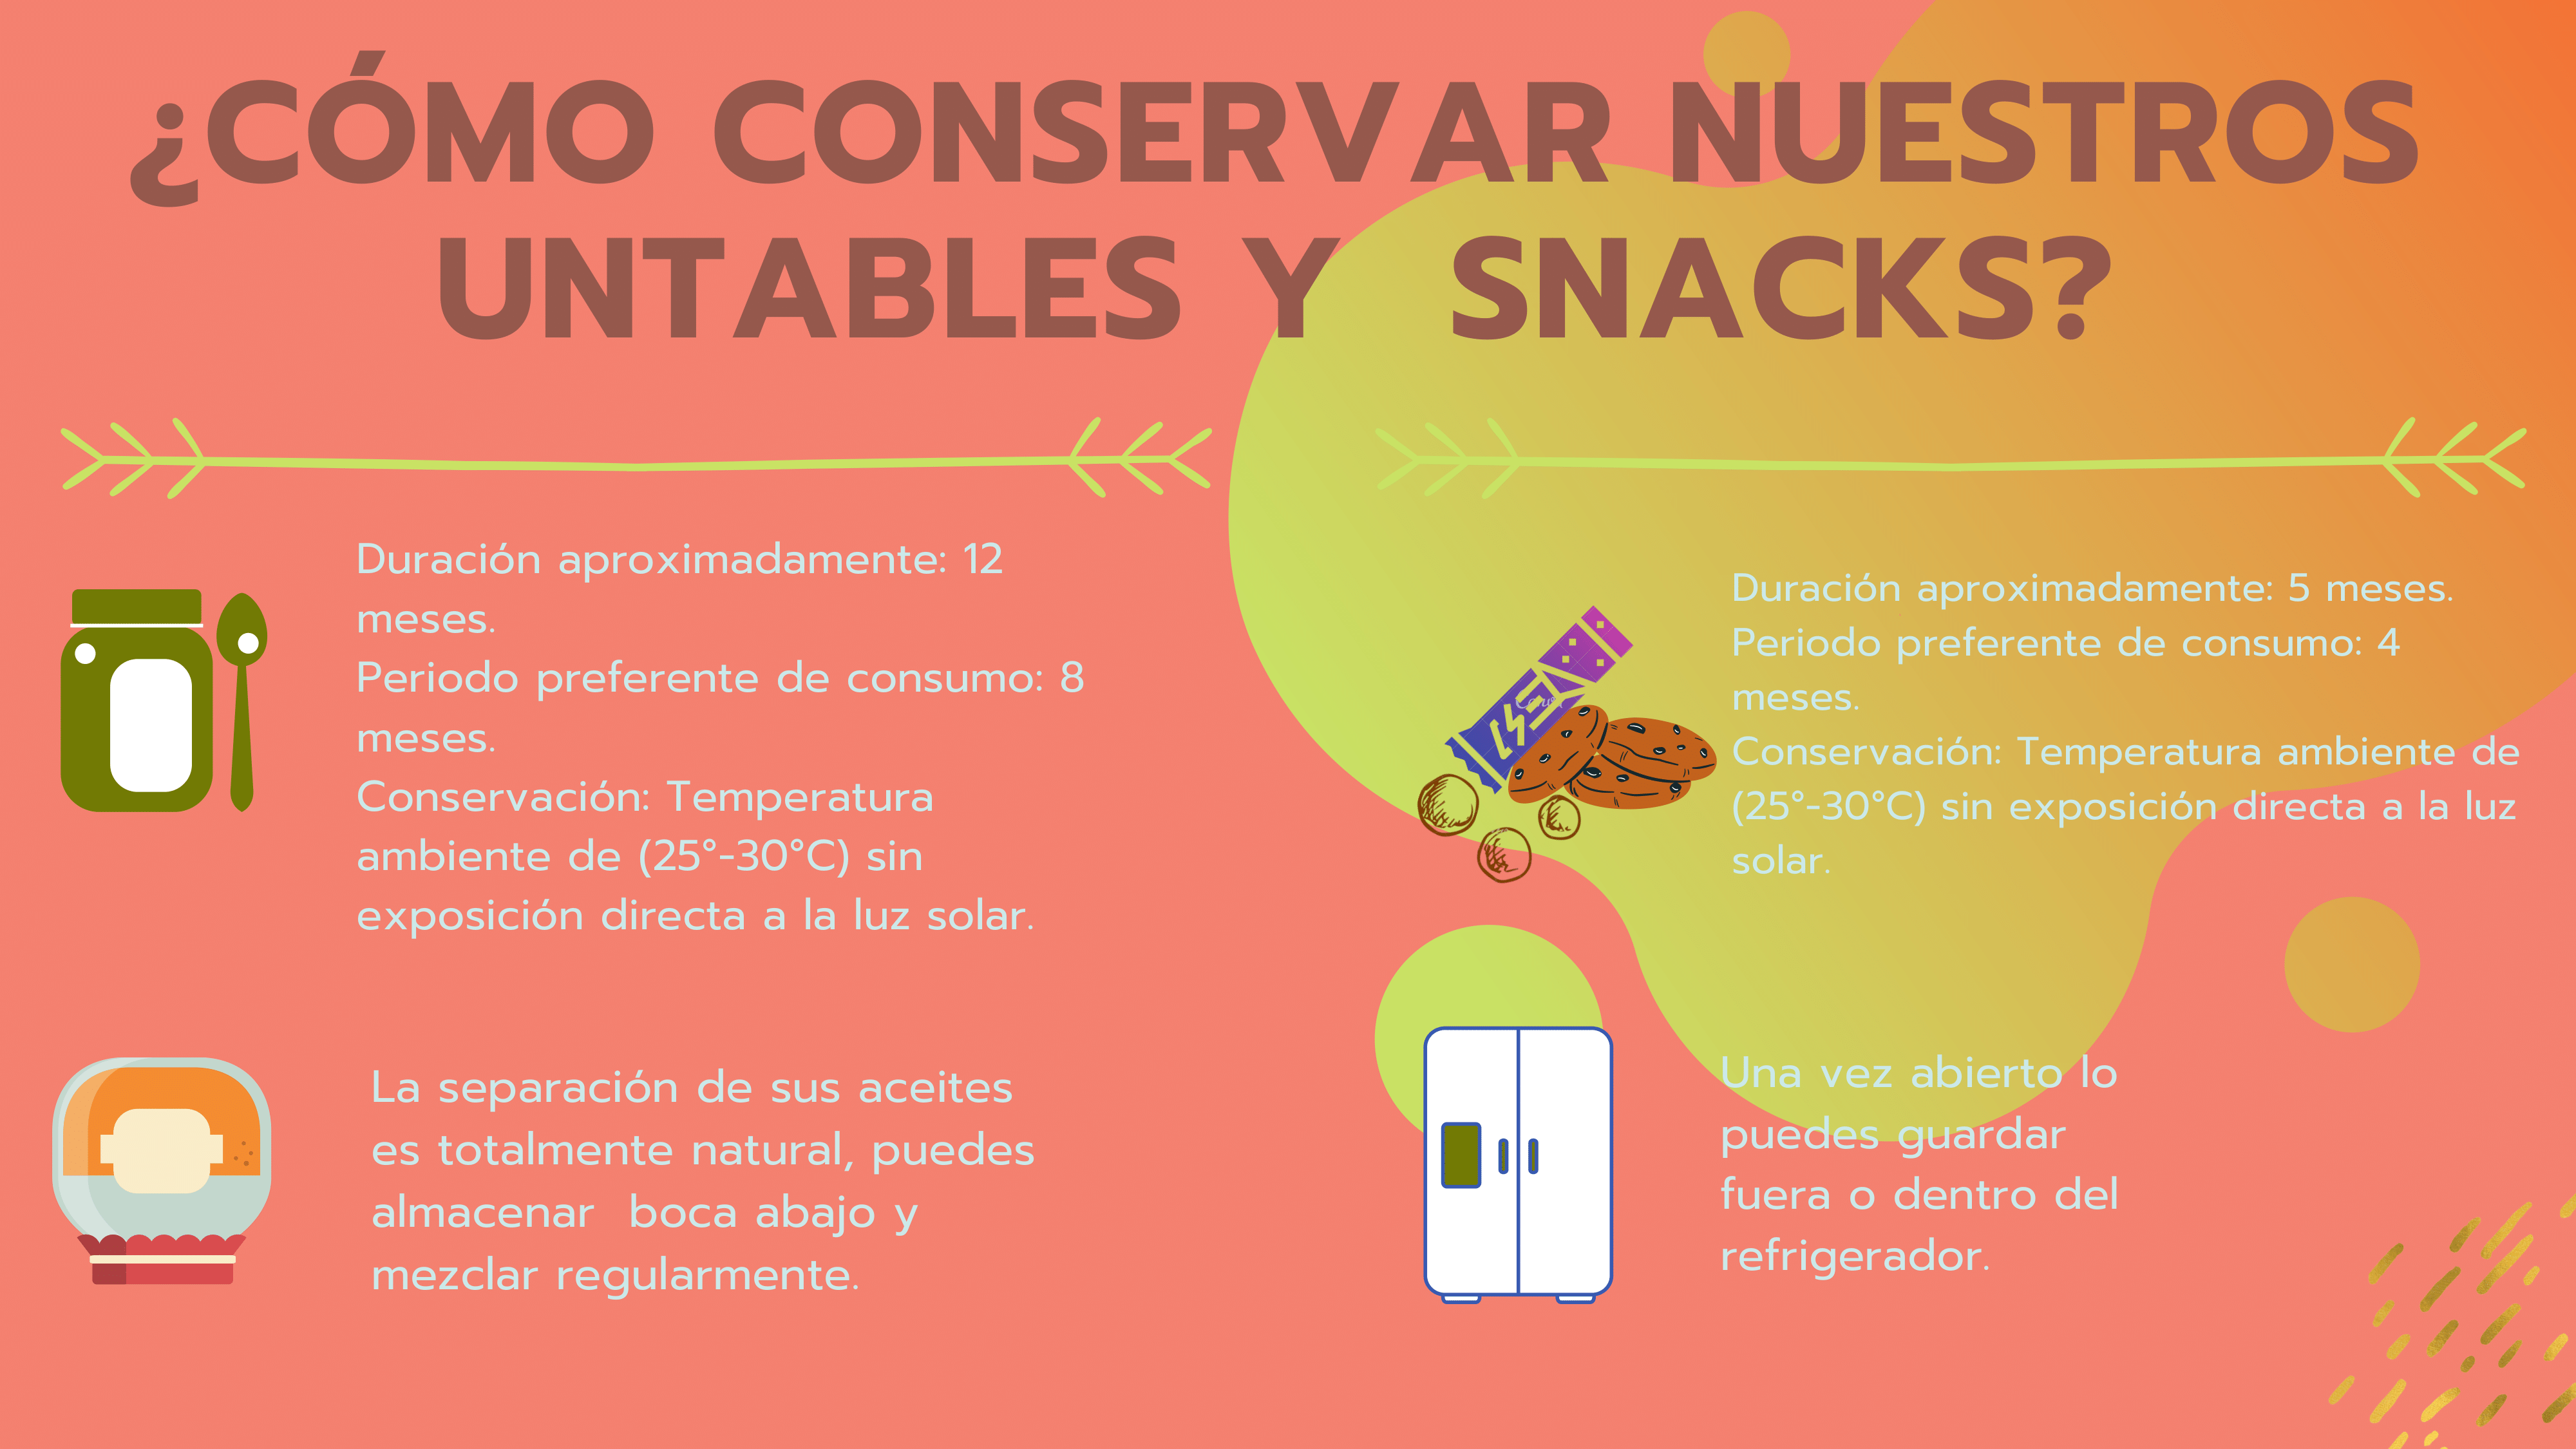 ¿CÓMO CONSERVAR NUESTROS
UNTABLES Y SNACKS?
Duración aproximadamente: 12
meses.
Periodo preferente de consumo: 8
meses.
Conservación: Temperatura
ambiente de (25°-30°C) sin
exposición directa a la luz solar.
Duración aproximadamente: 5 meses.
Periodo preferente de consumo: 4
meses.
Conservación: Temperatura ambiente de
(25°-30°C) sin exposición directa a la luz
solar.
La separación de sus aceites
es totalmente natural, puedes
almacenar boca abajo y
mezclar regularmente.
Una vez abierto lo
puedes guardar
fuera o dentro del
refrigerador.